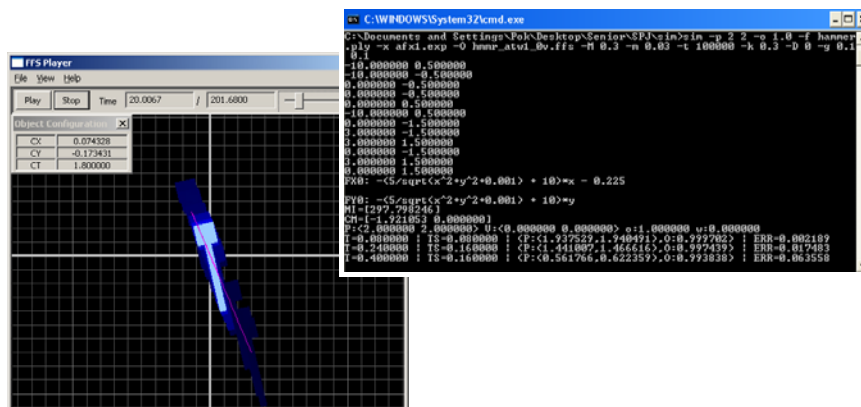 C:\WINDOWS\System32\cmd.exe
C:\Documents and Settings\Pok\Desktop\Senior\SPJ\sim>sim -p 2 2 -o 1.0 -f hammer
.ply -x afx1.exp -O hmmr_atw1_0v.ffs -M 0.3 -m 0.03 -t 100000 -k 0.3 -D 0 -g 0.1
0.1
-10.000000 0.500000
-10.000000 -0.500000
0.000000 -0.500000
0.000000 -0.500000
0.000000 0.500000
-10.000000 0.500000
0.000000 -1.500000
3.000000 -1.500000
3.000000 1.500000
0.000000 -1.500000
3.000000 1.500000
0.000000 1.500000
FX0: -(5/sqrt(x^2+y^2+0.001) + 10)*x - 0.225
FY0: -(5/sqrt(x^2+y^2+0.001) + 10)*y
MI=[297.798246]
CM=[-1.921053 0.000000]
P:(2.000000 2.000000) V:(0.000000 0.000000) o:1.000000 w:0.000000
T=0.080000 | TS=0.080000 | (P:(1.937529,1.940491),O:0.999702) | ERR=0.002189
T=0.240000 | TS=0.160000 | (P:(1.441007,1.466616),O:0.997439) | ERR=0.017483
T=0.400000 | TS=0.160000 | (P:(0.561766,0.622359),O:0.993838) | ERR=0.063558
FFS Player
File View Help
Play Stop Time 20.0067 / 201.6800
Object Configuration
CX 0.074328
CY -0.173431
CT 1.800000